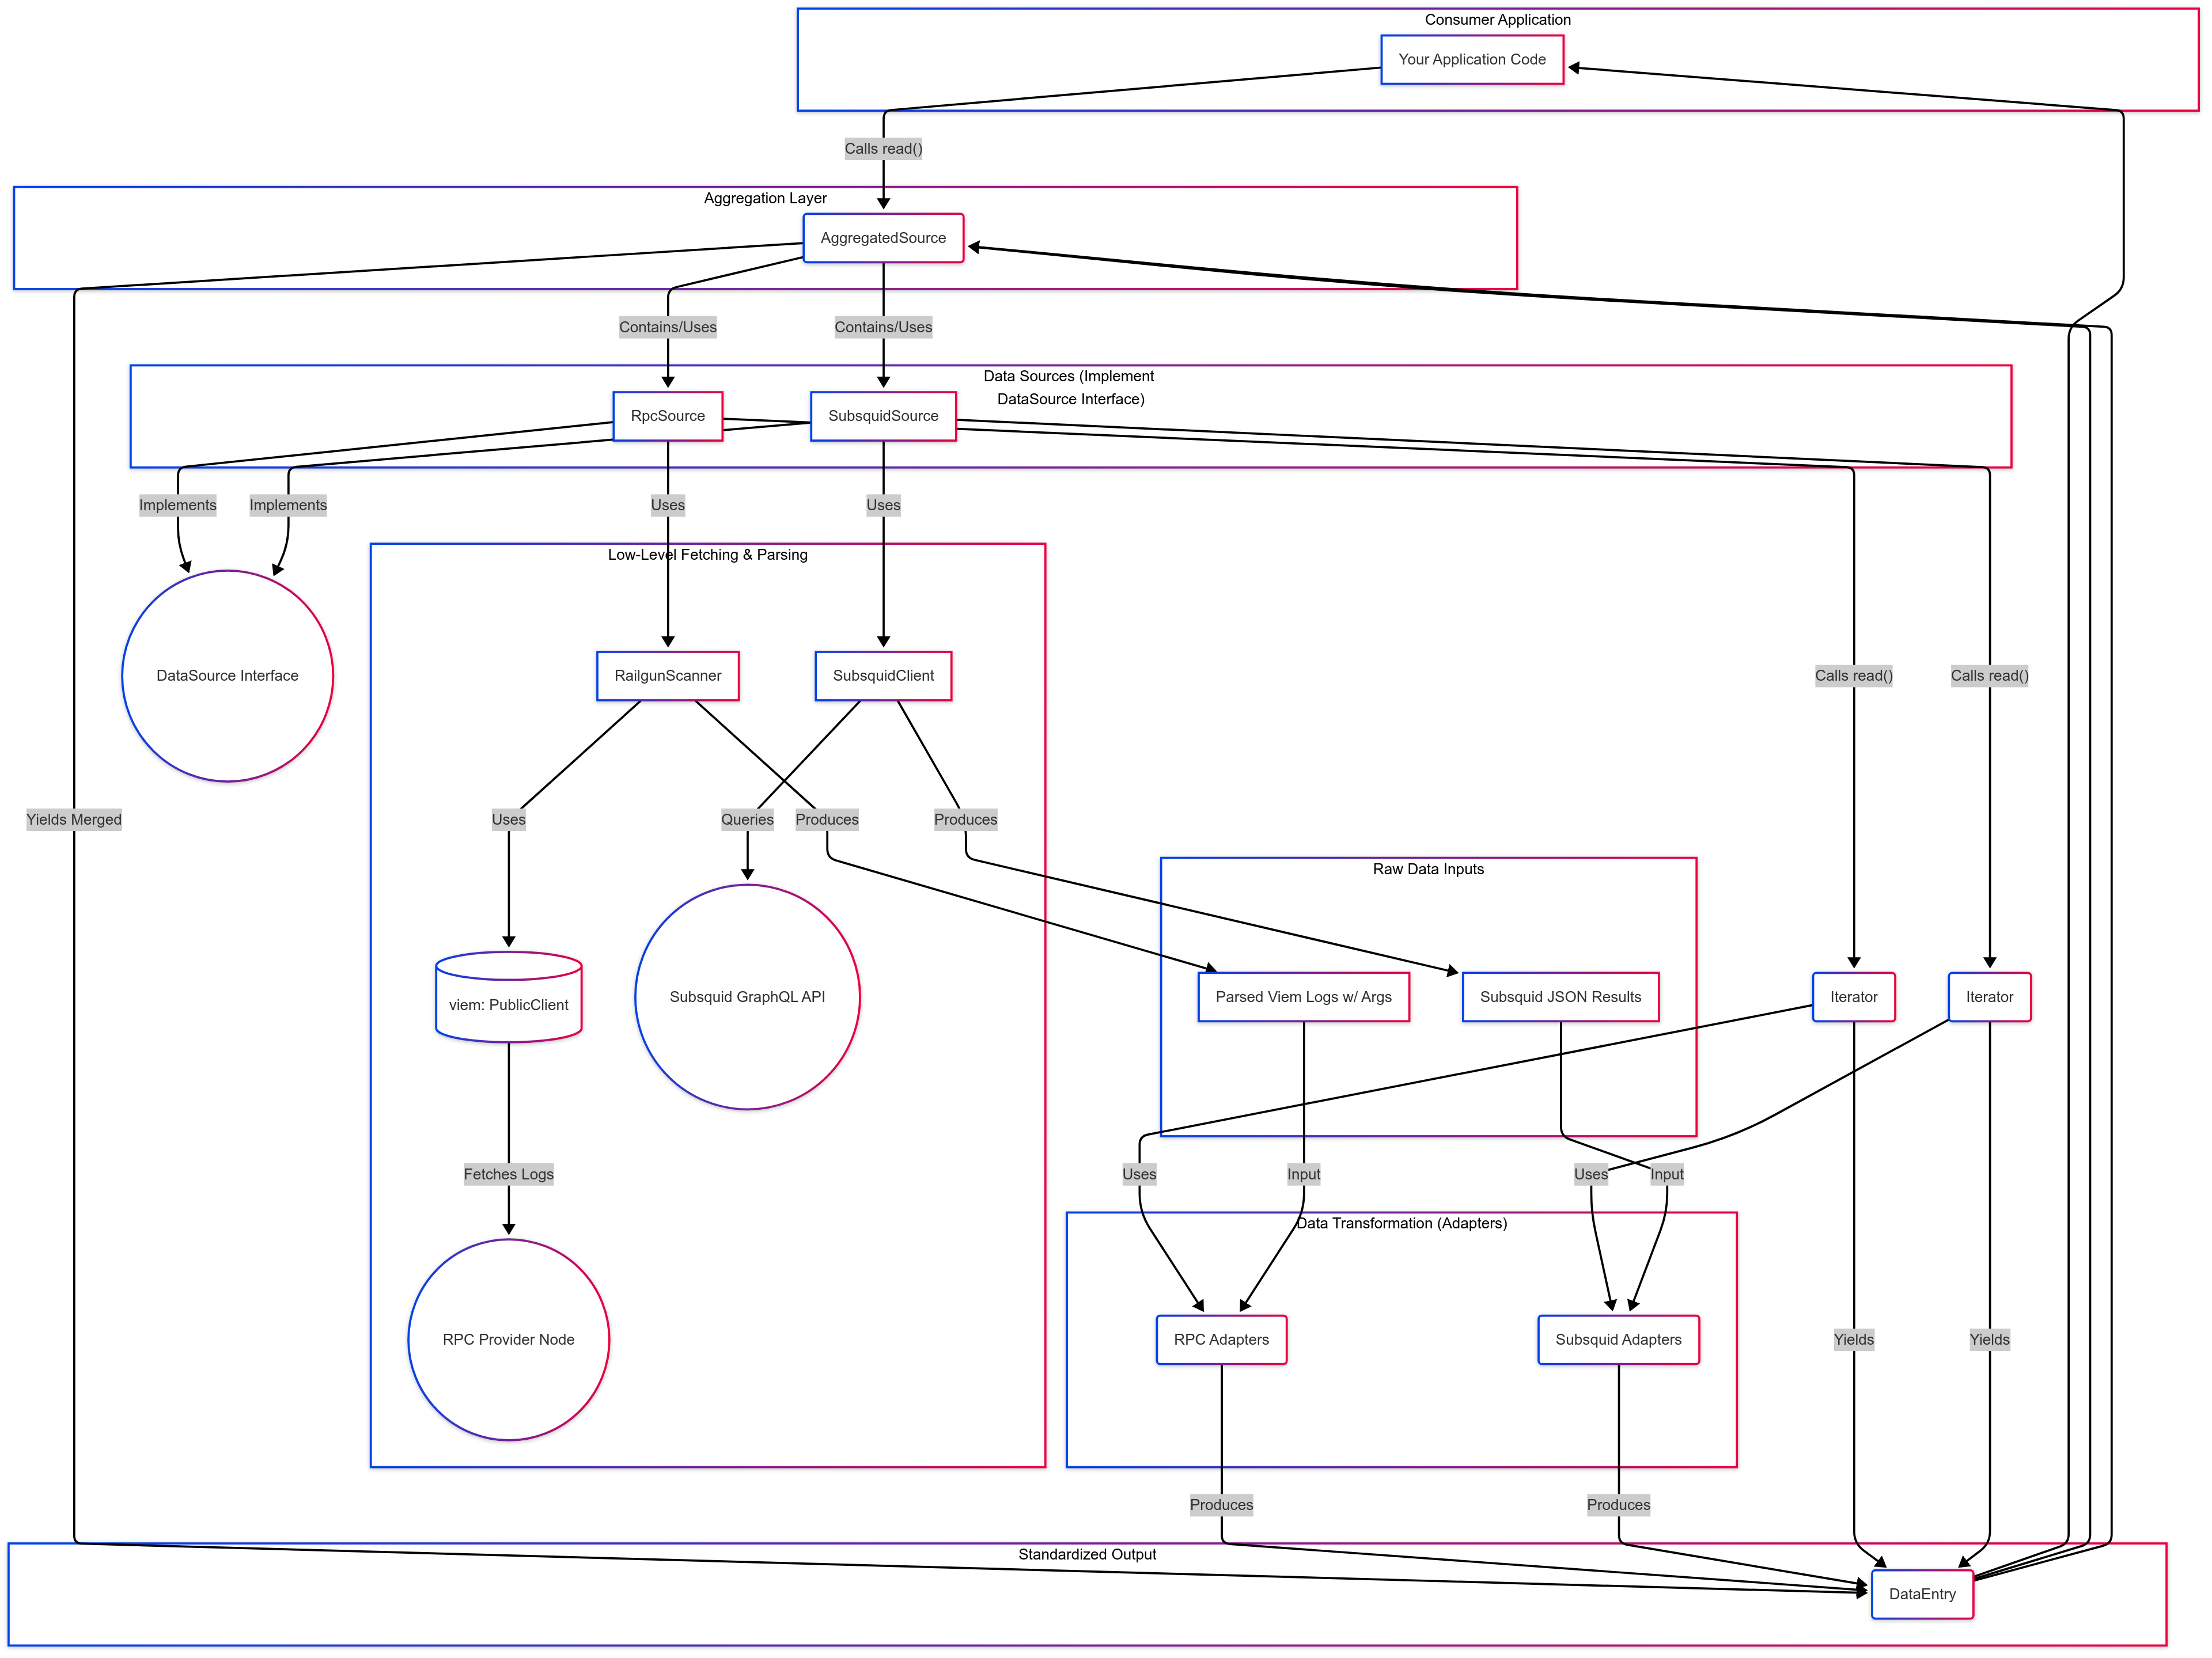 Consumer Application
Your Application Code
Calls read()
Aggregation Layer
AggregatedSource
Contains/Uses
Contains/Uses
Data Sources (Implement
DataSource Interface)
RpcSource
SubsquidSource
Implements
Implements
Uses
Uses
Low-Level Fetching & Parsing
DataSource Interface
RailgunScanner
SubsquidClient
Calls read()
Calls read()
Yields Merged
Uses
Queries
Produces
Produces
Raw Data Inputs
viem: PublicClient
Subsquid GraphQL API
Parsed Viem Logs w/ Args
Subsquid JSON Results
Iterator
Iterator
Fetches Logs
Uses
Input
Uses
Input
Data Transformation (Adapters)
RPC Provider Node
RPC Adapters
Subsquid Adapters
Yields
Yields
Produces
Produces
Standardized Output
DataEntry